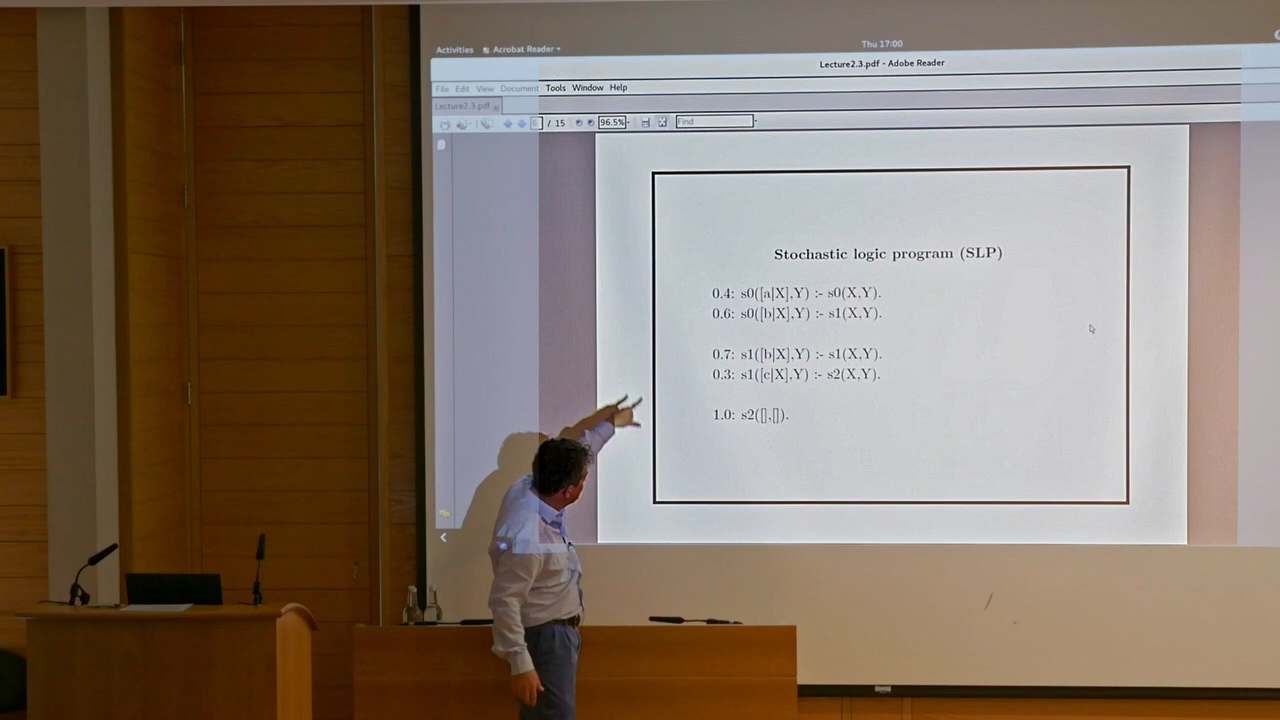 Activities Acrobat Reader Thu 17:00
Lecture2.3.pdf - Adobe Reader
File Edit View Document Tools Window Help
Lecture2.3.pdf
6 / 15 96.5% Find
Stochastic logic program (SLP)
0.4: s0([a|X],Y) :- s0(X,Y).
0.6: s0([b|X],Y) :- s1(X,Y).
0.7: s1([b|X],Y) :- s1(X,Y).
0.3: s1([c|X],Y) :- s2(X,Y).
1.0: s2([],[]).